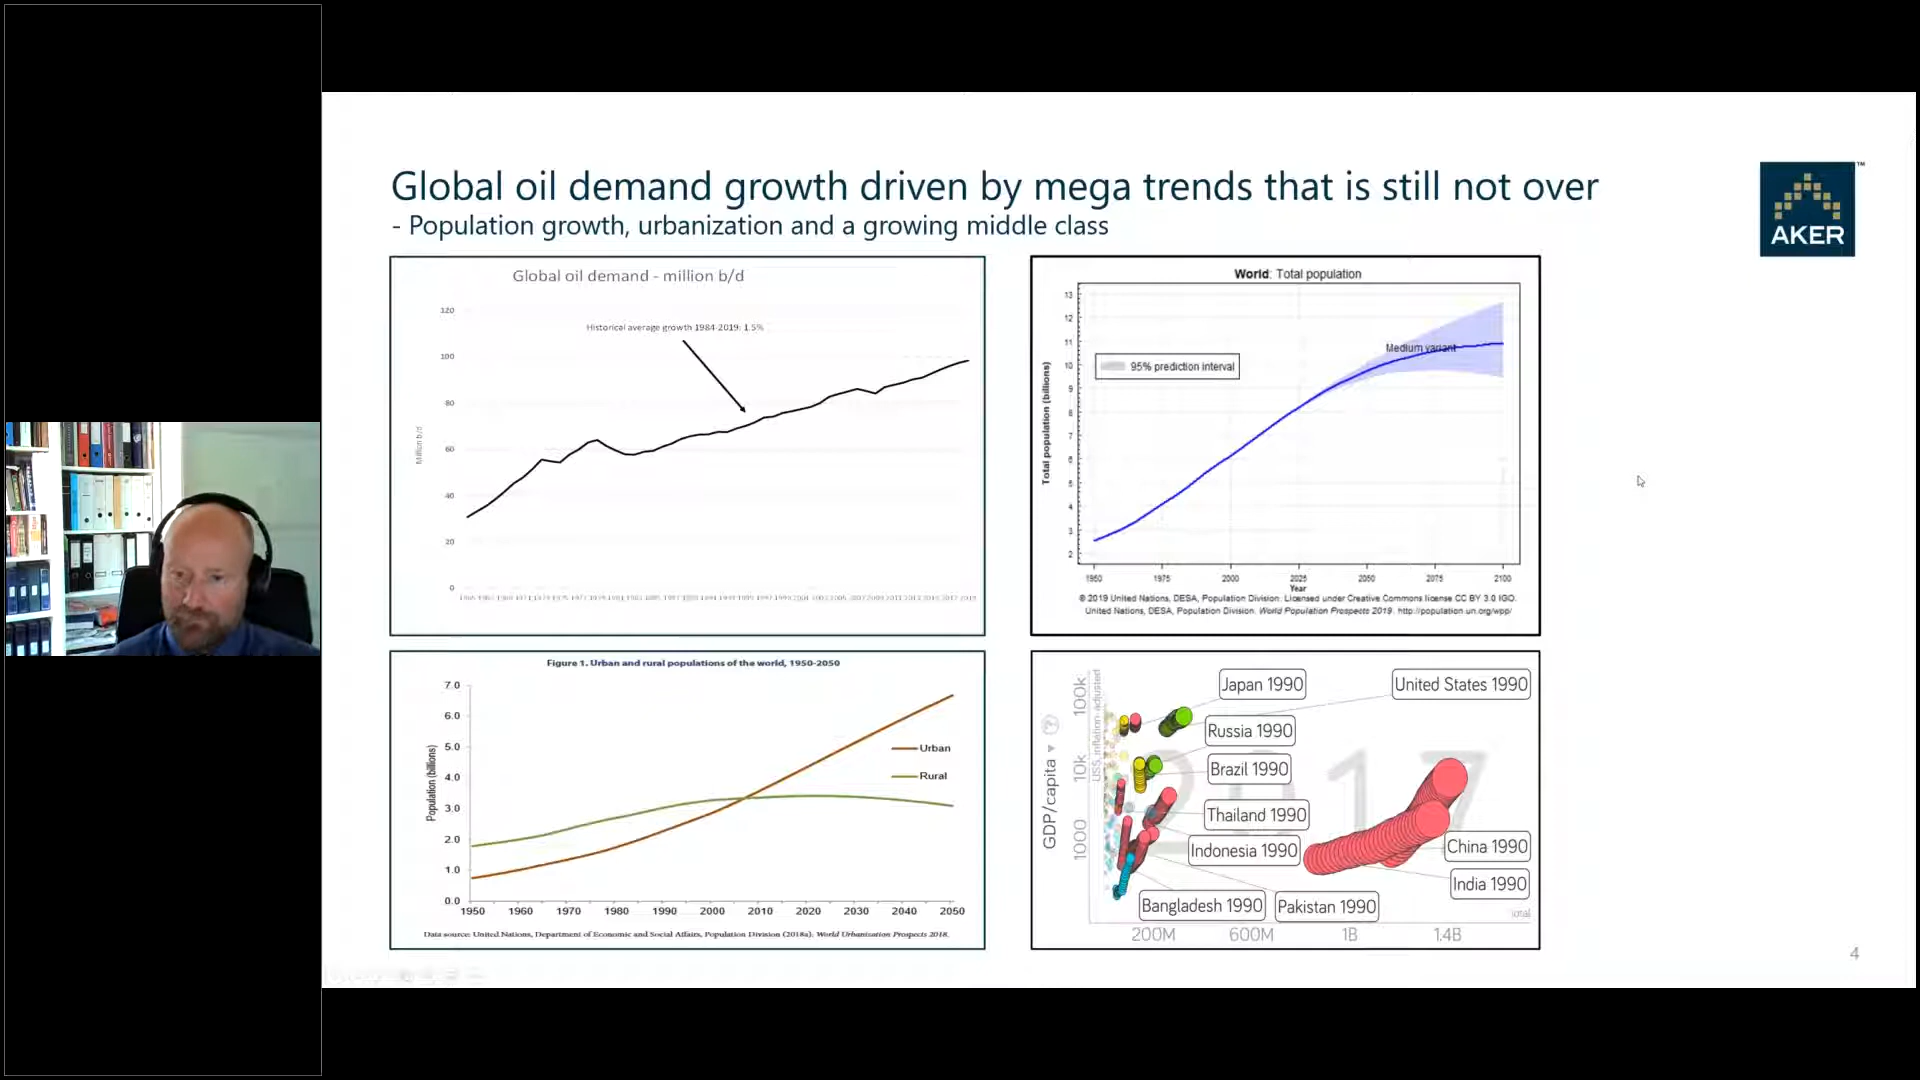 Global oil demand growth driven by mega trends that is still not over
- Population growth, urbanization and a growing middle class
AKER
TM
Global oil demand - million b/d
120
Historical average growth 1984-2019: 1.5%
100
80
Million b/d
60
40
20
0
World: Total population
13
12
11
Medium variant
10
95% prediction interval
9
8
7
6
5
4
3
2
Total population (billions)
1950 1975 2000 2025 2050 2075 2100
Year
© 2019 United Nations, DESA, Population Division. Licensed under Creative Commons license CC BY 3.0 IGO.
United Nations, DESA, Population Division. World Population Prospects 2019. http://population.un.org/wpp/
Figure 1. Urban and rural populations of the world, 1950-2050
7.0
6.0
5.0
4.0
3.0
2.0
1.0
0.0
Population (billions)
Urban
Rural
1950 1960 1970 1980 1990 2000 2010 2020 2030 2040 2050
Data source: United Nations, Department of Economic and Social Affairs, Population Division (2018a). World Urbanization Prospects 2018.
Japan 1990
United States 1990
Russia 1990
Brazil 1990
Thailand 1990
Indonesia 1990
China 1990
India 1990
Bangladesh 1990
Pakistan 1990
2017
GDP/capita
US$, inflation-adjusted
100k
10k
1000
Total
200M 600M 1B 1.4B
4